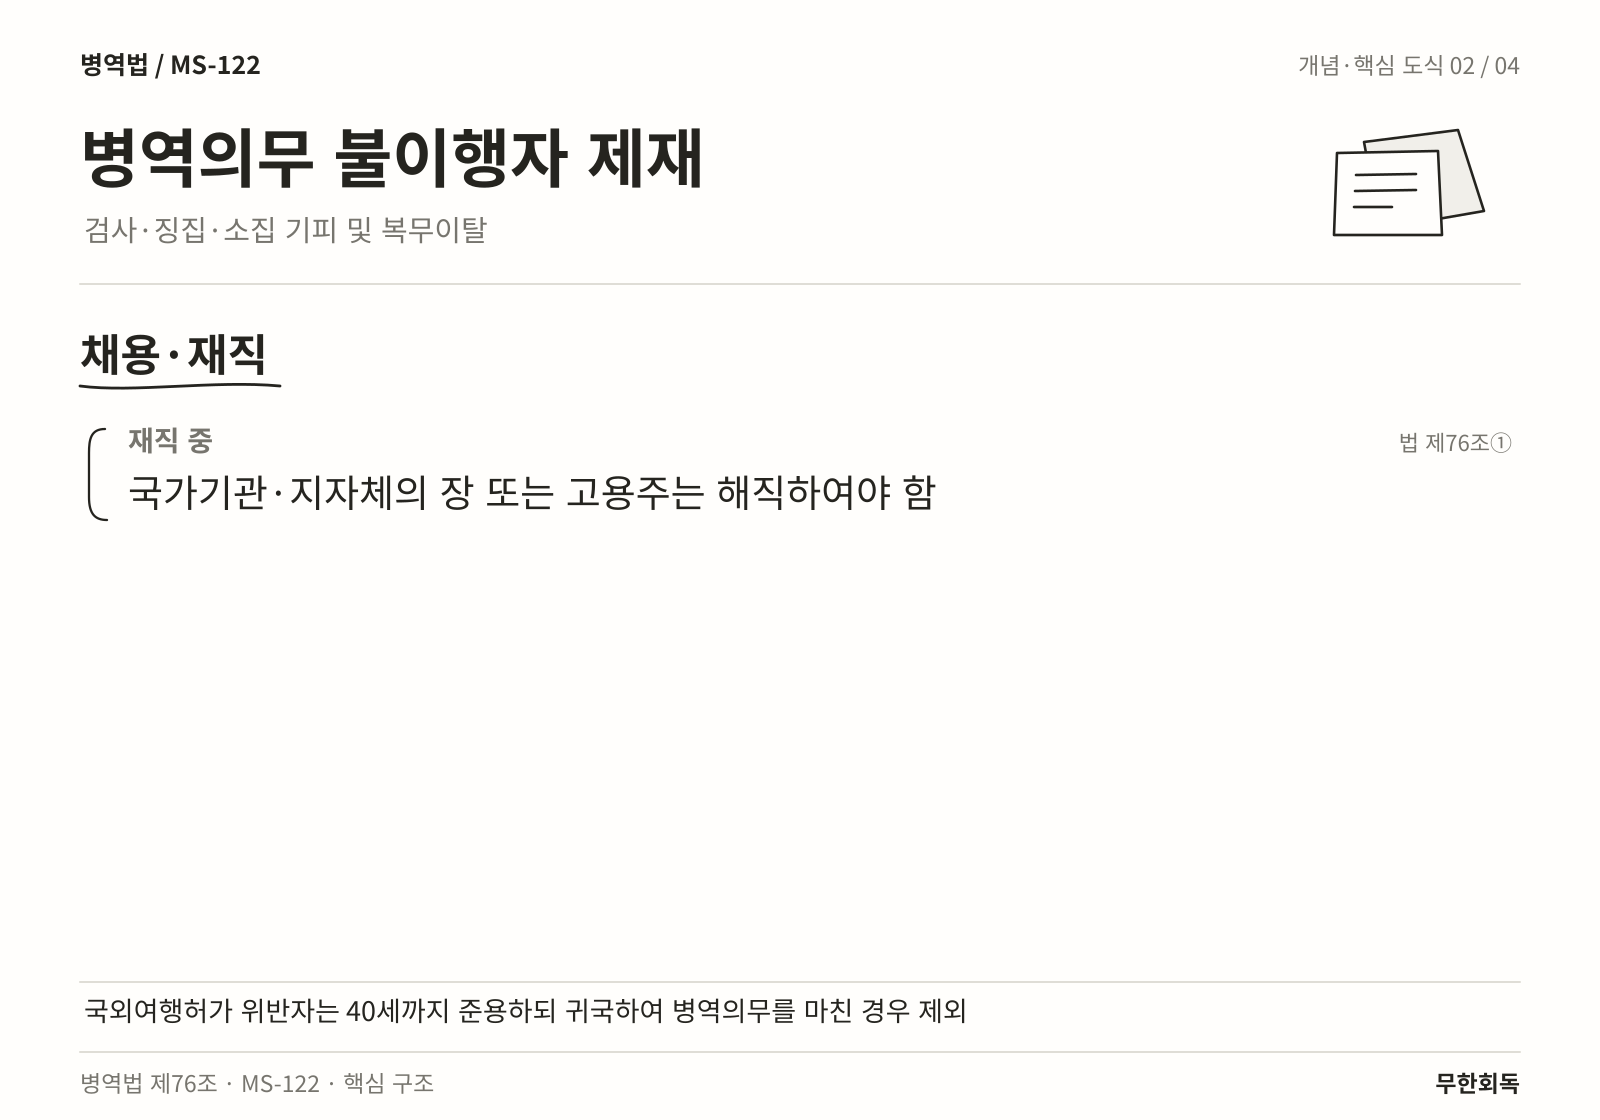 병역법 / MS-122
개념·핵심 도식 02 / 04
병역의무 불이행자 제재
검사·징집·소집 기피 및 복무이탈
채용·재직
재직 중
법 제76조①
국가기관·지자체의 장 또는 고용주는 해직하여야 함
국외여행허가 위반자는 40세까지 준용하되 귀국하여 병역의무를 마친 경우 제외
병역법 제76조 · MS-122 · 핵심 구조
무한회독